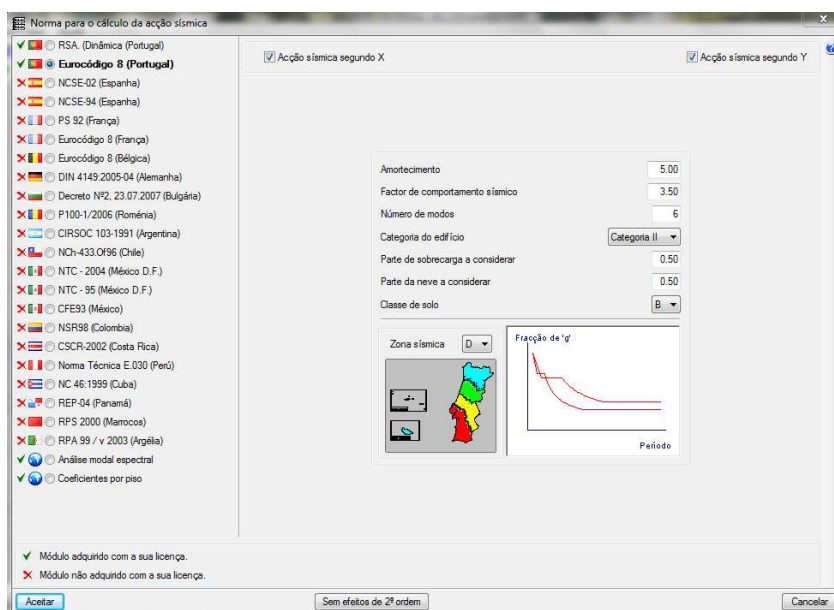 Norma para o cálculo da acção sísmica
RSA. (Dinâmica (Portugal)
Eurocódigo 8 (Portugal)
NCSE-02 (Espanha)
NCSE-94 (Espanha)
PS 92 (França)
Eurocódigo 8 (França)
Eurocódigo 8 (Bélgica)
DIN 4149:2005-04 (Alemanha)
Decreto Nº2, 23.07.2007 (Bulgária)
P100-1/2006 (Roménia)
CIRSOC 103-1991 (Argentina)
NCh-433.Of96 (Chile)
NTC - 2004 (México D.F.)
NTC - 95 (México D.F.)
CFE93 (México)
NSR98 (Colombia)
CSCR-2002 (Costa Rica)
Norma Técnica E.030 (Perú)
NC 46:1999 (Cuba)
REP-04 (Panamá)
RPS 2000 (Marrocos)
RPA 99 / v 2003 (Argélia)
Análise modal espectral
Coeficientes por piso
Acção sísmica segundo X
Acção sísmica segundo Y
Amortecimento 5.00
Factor de comportamento sísmico 3.50
Número de modos 6
Categoria do edifício Categoria II
Parte de sobrecarga a considerar 0.50
Parte da neve a considerar 0.50
Classe de solo B
Zona sísmica D
Fracção de 'g'
Período
Módulo adquirido com a sua licença.
Módulo não adquirido com a sua licença.
Aceitar
Sem efeitos de 2ª ordem
Cancelar